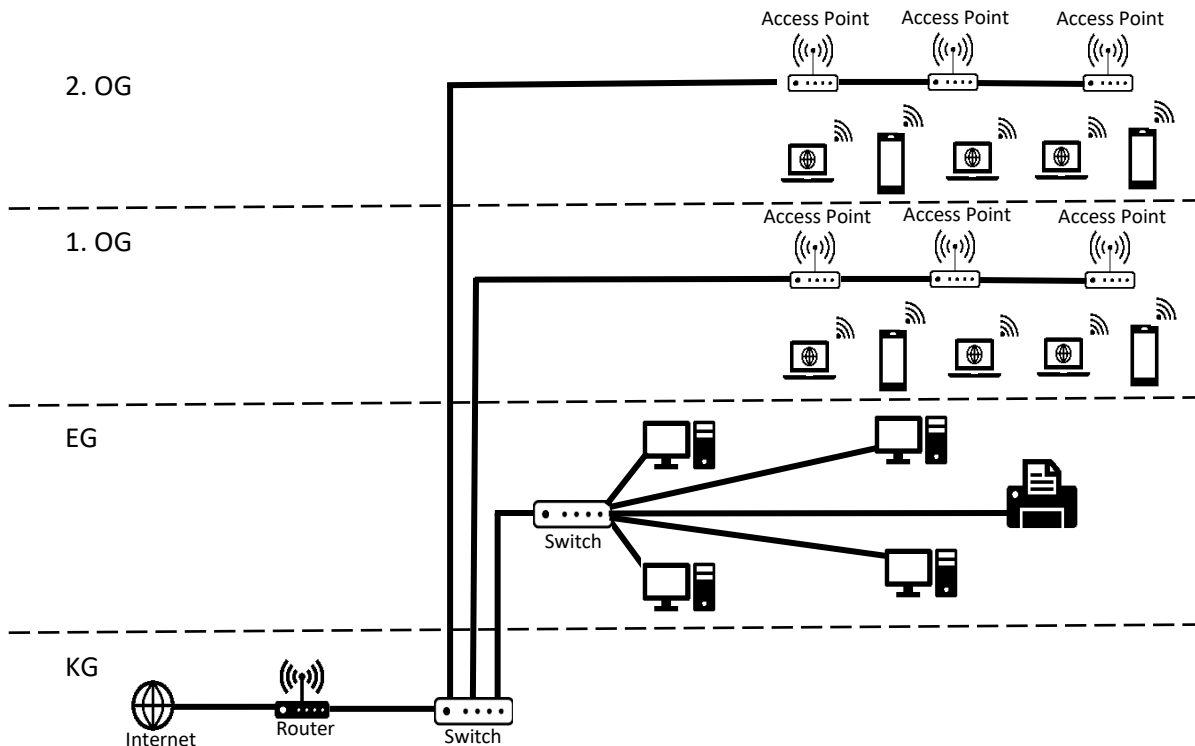 Access Point
Access Point
Access Point
2. OG
Access Point
Access Point
Access Point
1. OG
EG
Switch
KG
Internet
Router
Switch